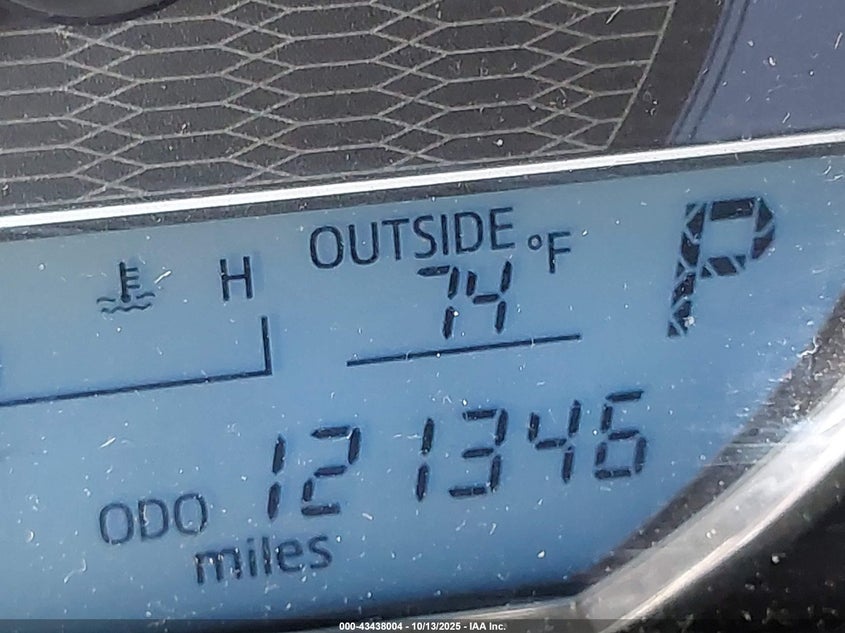 OUTSIDE °F
H 74 P
ODO 121346
miles
000-43438004 - 10/13/2025 - IAA Inc.